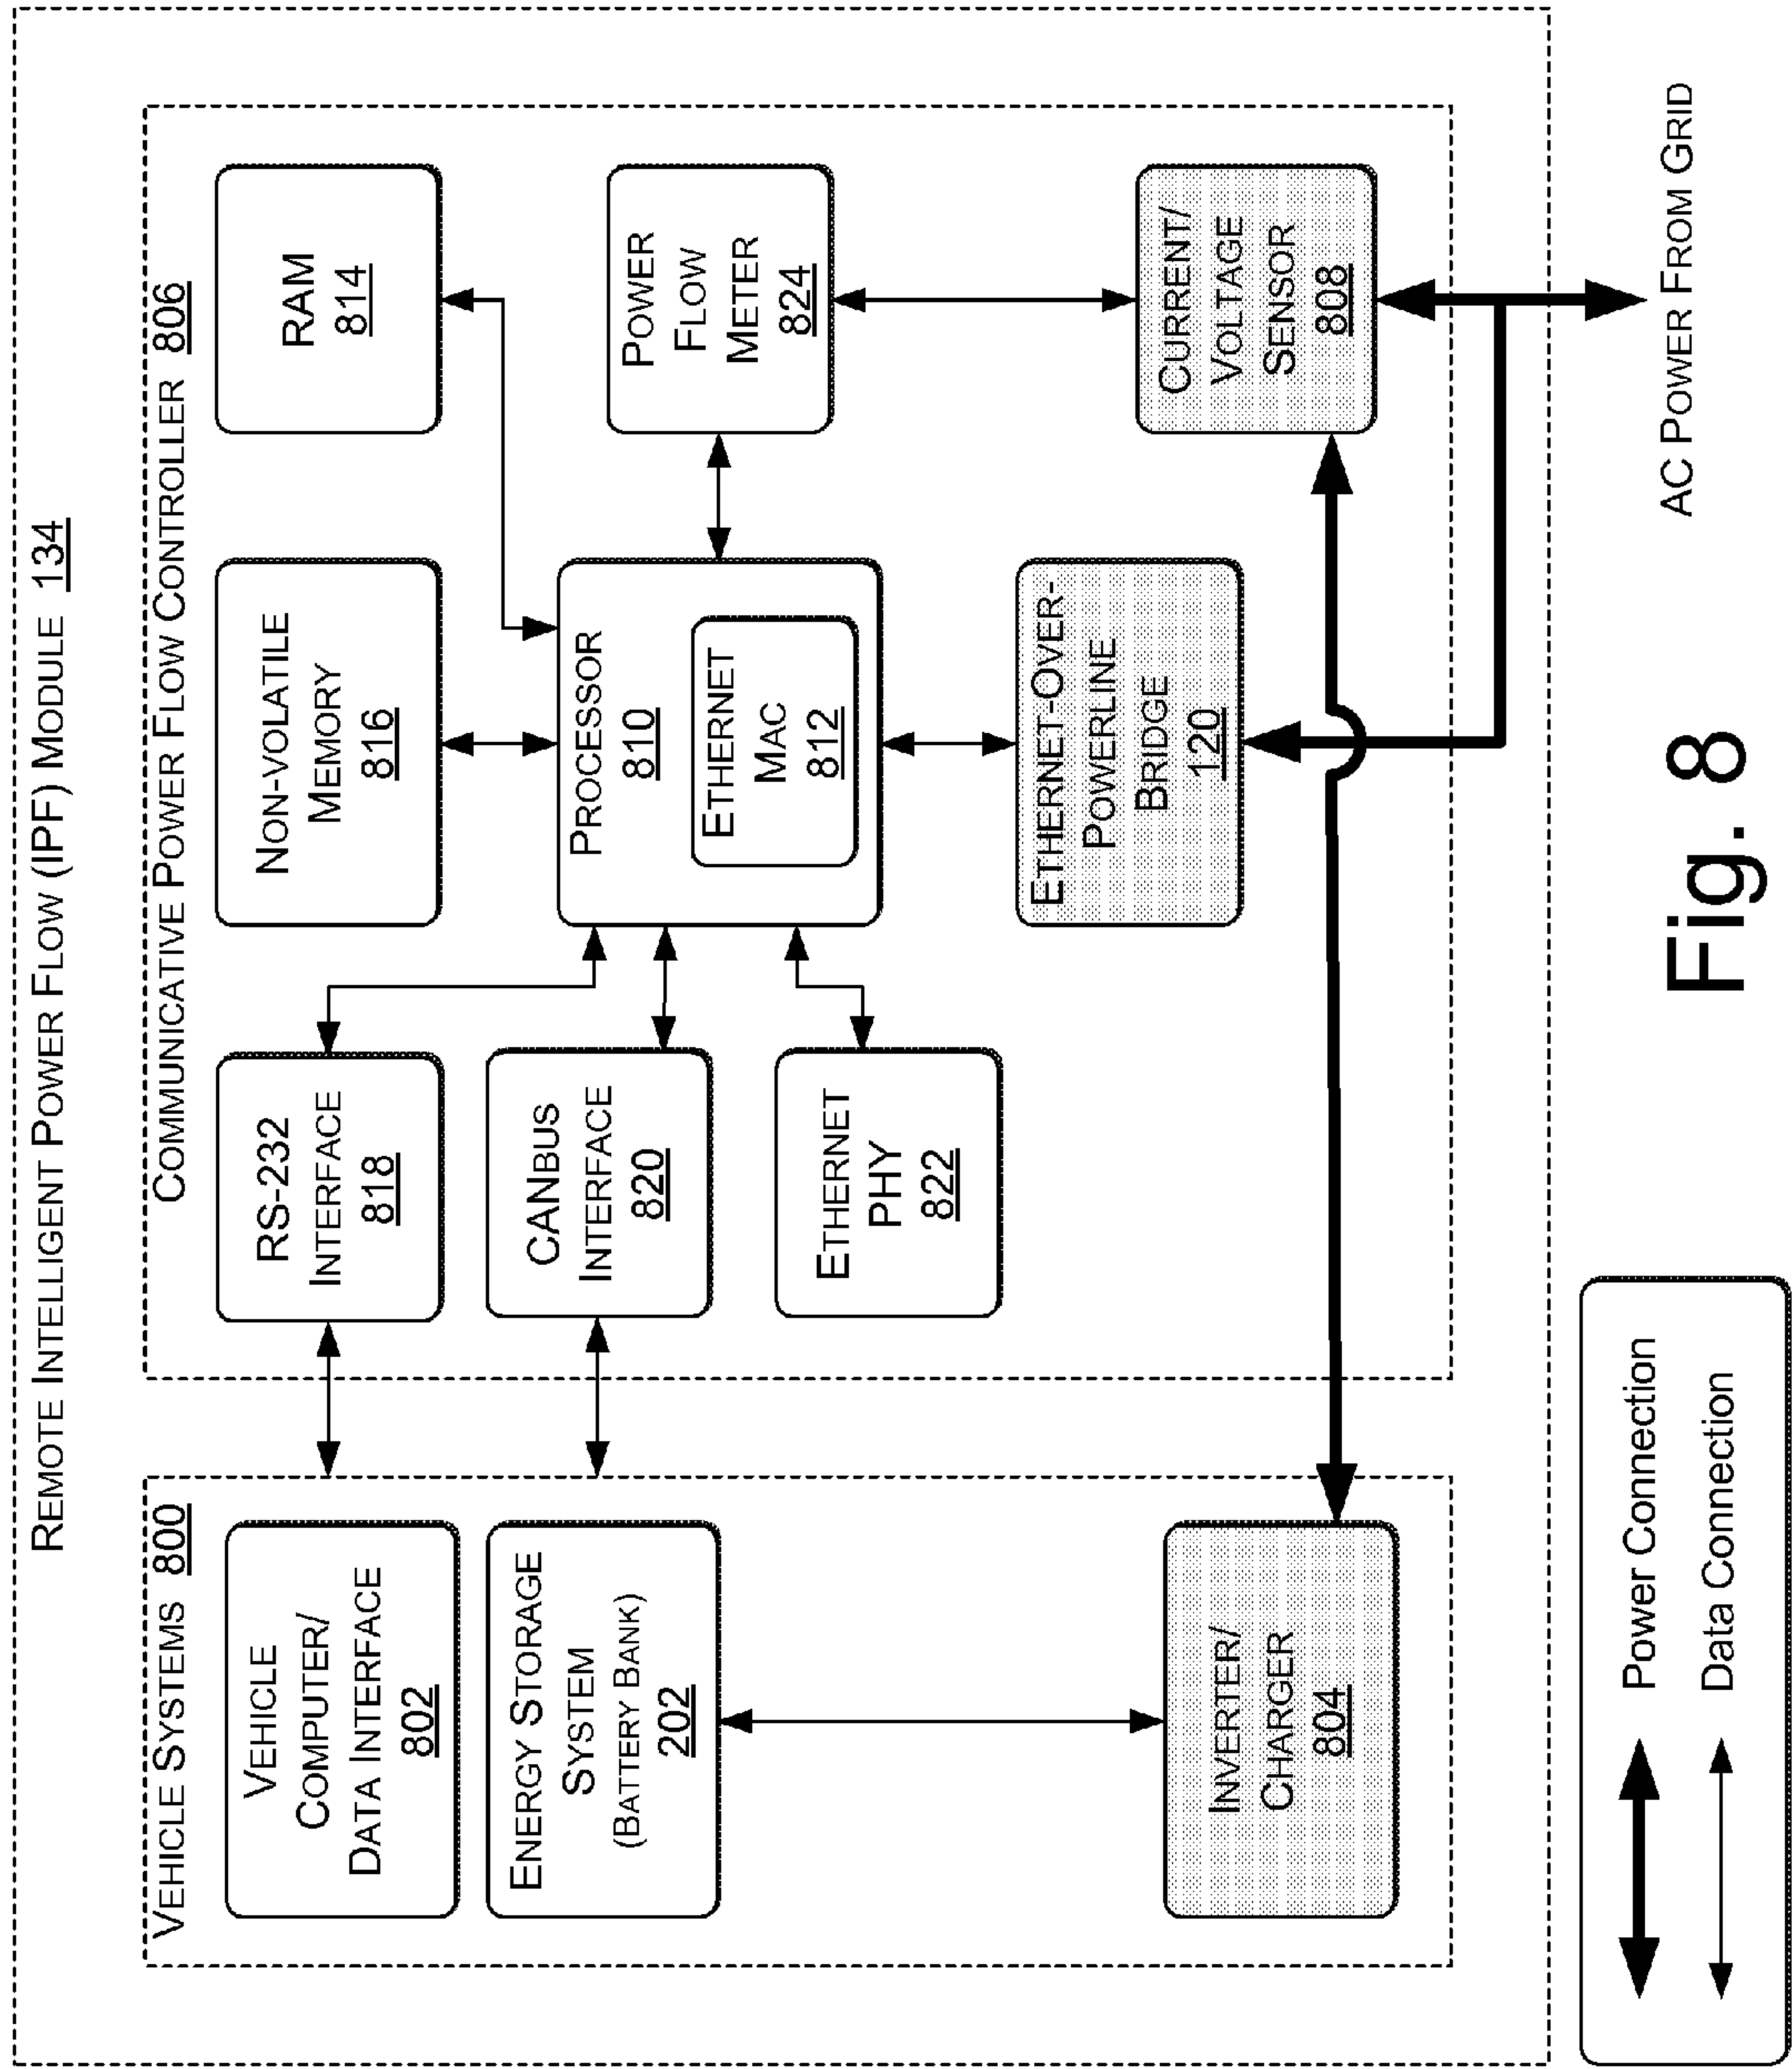 REMOTE INTELLIGENT POWER FLOW (IPF) MODULE 134
VEHICLE SYSTEMS 800
VEHICLE
COMPUTER/
DATA INTERFACE
802
ENERGY STORAGE
SYSTEM
(BATTERY BANK)
202
INVERTER/
CHARGER
804
COMMUNICATIVE POWER FLOW CONTROLLER 806
RS-232
INTERFACE
818
CANBUS
INTERFACE
820
ETHERNET
PHY
822
NON-VOLATILE
MEMORY
816
PROCESSOR
810
ETHERNET
MAC
812
ETHERNET-OVER-
POWERLINE
BRIDGE
120
RAM
814
POWER
FLOW
METER
824
CURRENT/
VOLTAGE
SENSOR
808
AC POWER FROM GRID
Power Connection
Data Connection
Fig. 8